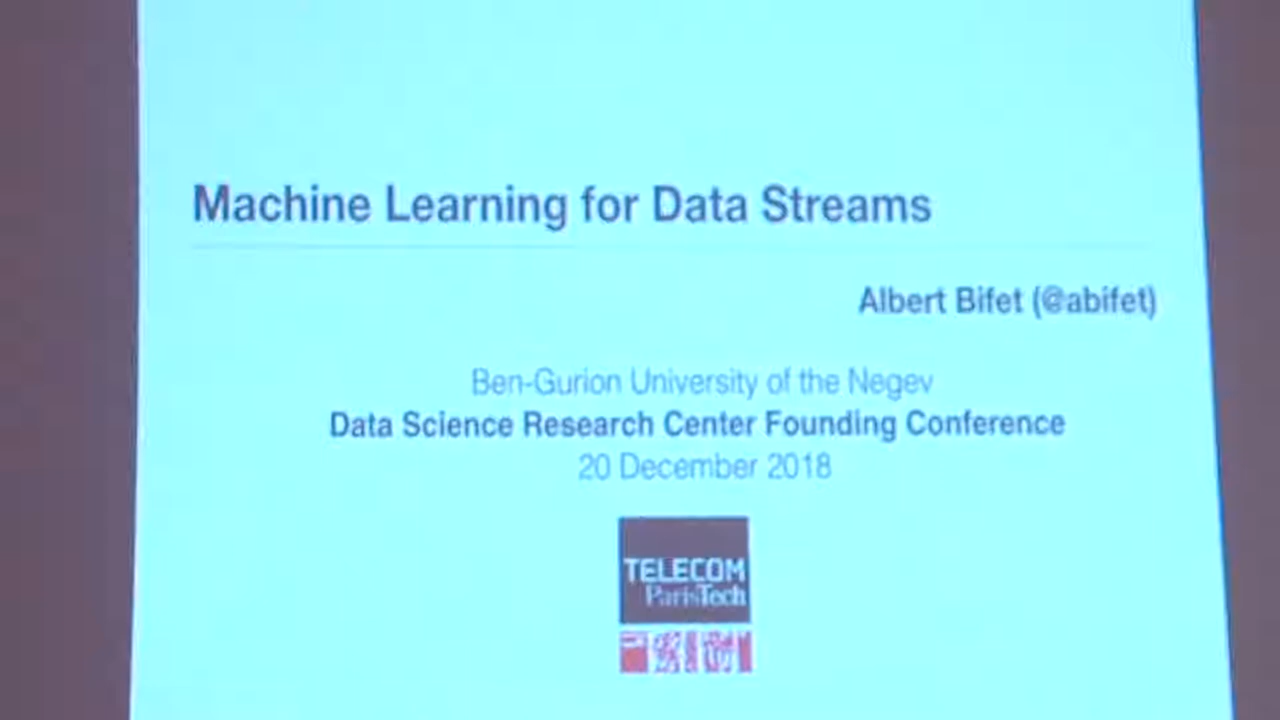 Machine Learning for Data Streams
Albert Bifet (@abifet)
Ben-Gurion University of the Negev
Data Science Research Center Founding Conference
20 December 2018
TELECOM
ParisTech